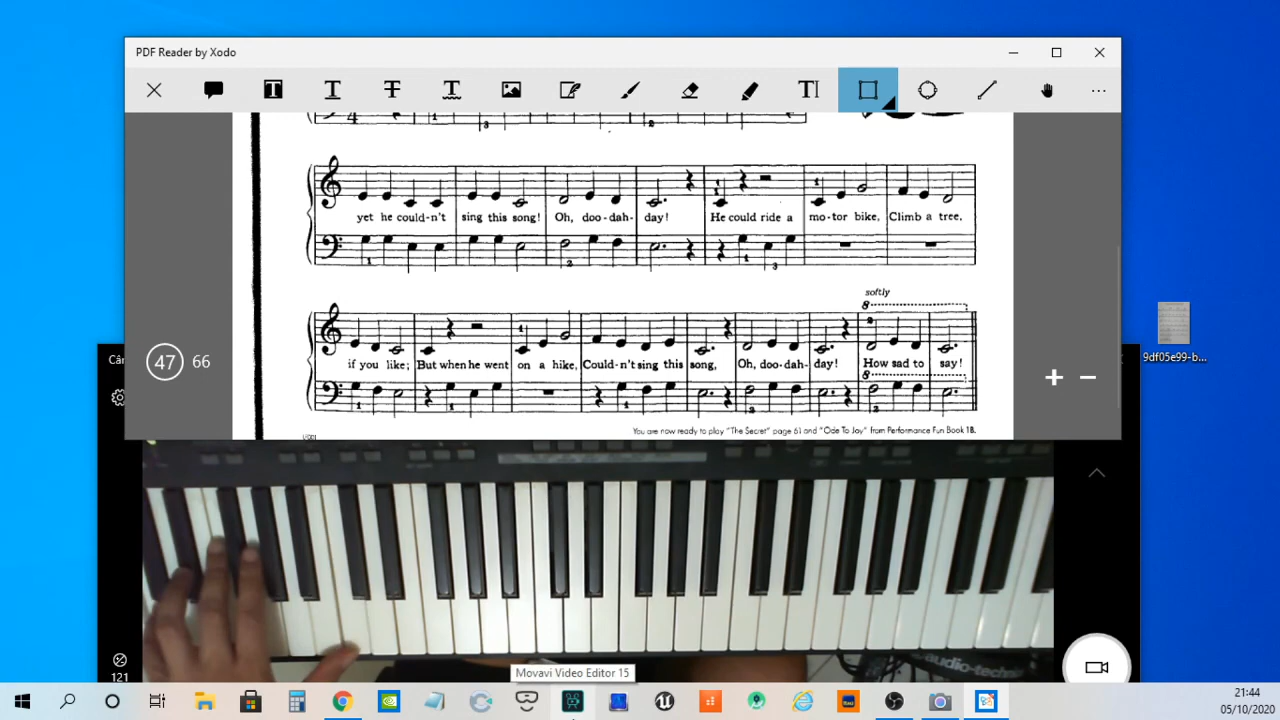 PDF Reader by Xodo
yet he could-n't sing this song! Oh, doo-dah- day! He could ride a mo-tor bike, Climb a tree,
softly
if you like; But when he went on a hike, Could-n't sing this song, Oh, doo-dah- day! How sad to say!
You are now ready to play "The Secret" page 61 and "Ode To Joy" from Performance Fun Book 1B.
47 66
9df05e99-b...
Câr
121
audio-techn
Movavi Video Editor 15
21:44
05/10/2020